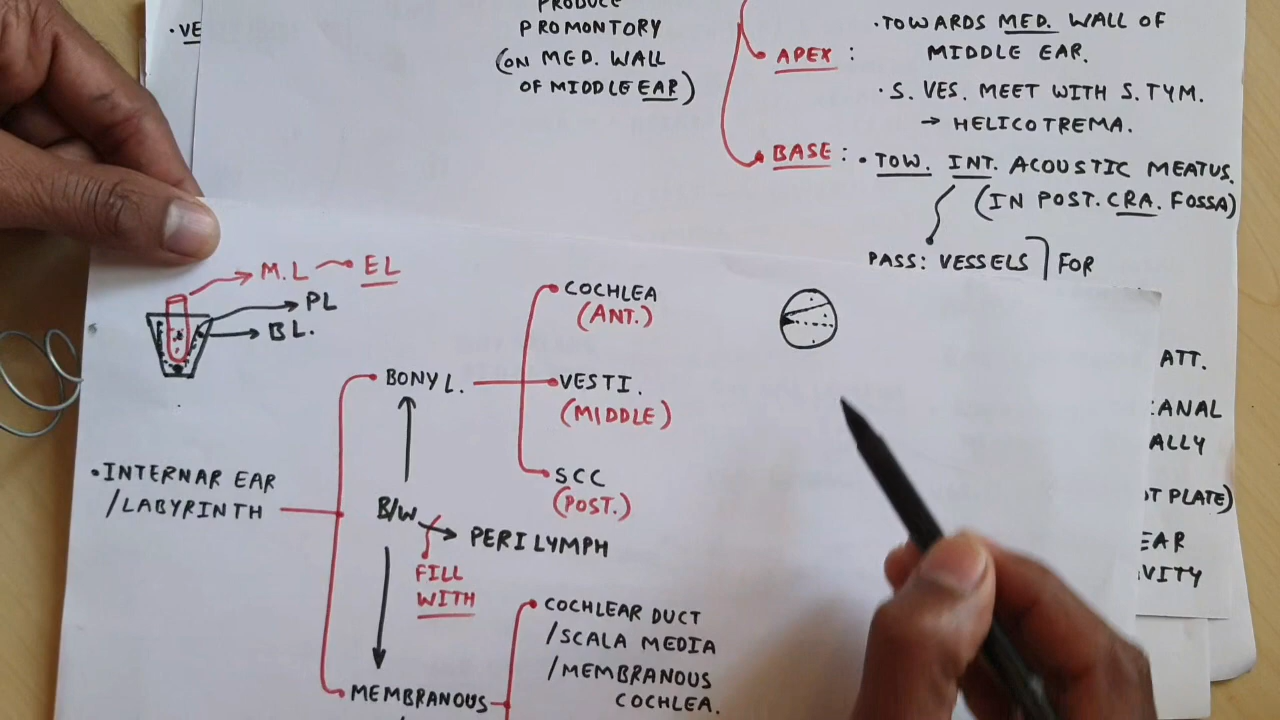 PRODUCE
PROMONTORY
(ON MED. WALL
OF MIDDLE EAR)
·VE
APEX :
·TOWARDS MED. WALL OF
MIDDLE EAR.
·S. VES. MEET WITH S. TYM.
→ HELICOTREMA.
BASE : ·TOW. INT. ACOUSTIC MEATUS.
(IN POST. CRA. FOSSA)
PASS: VESSELS FOR
ATT.
CANAL
ALLY
OT PLATE)
EAR
VITY
M.L EL
PL
BL.
COCHLEA
(ANT.)
BONY L.
VESTI.
(MIDDLE)
SCC
(POST.)
·INTERNAR EAR
/LABYRINTH
B/W
PERILYMPH
FILL
WITH
COCHLEAR DUCT
/SCALA MEDIA
/MEMBRANOUS
COCHLEA.
MEMBRANOUS